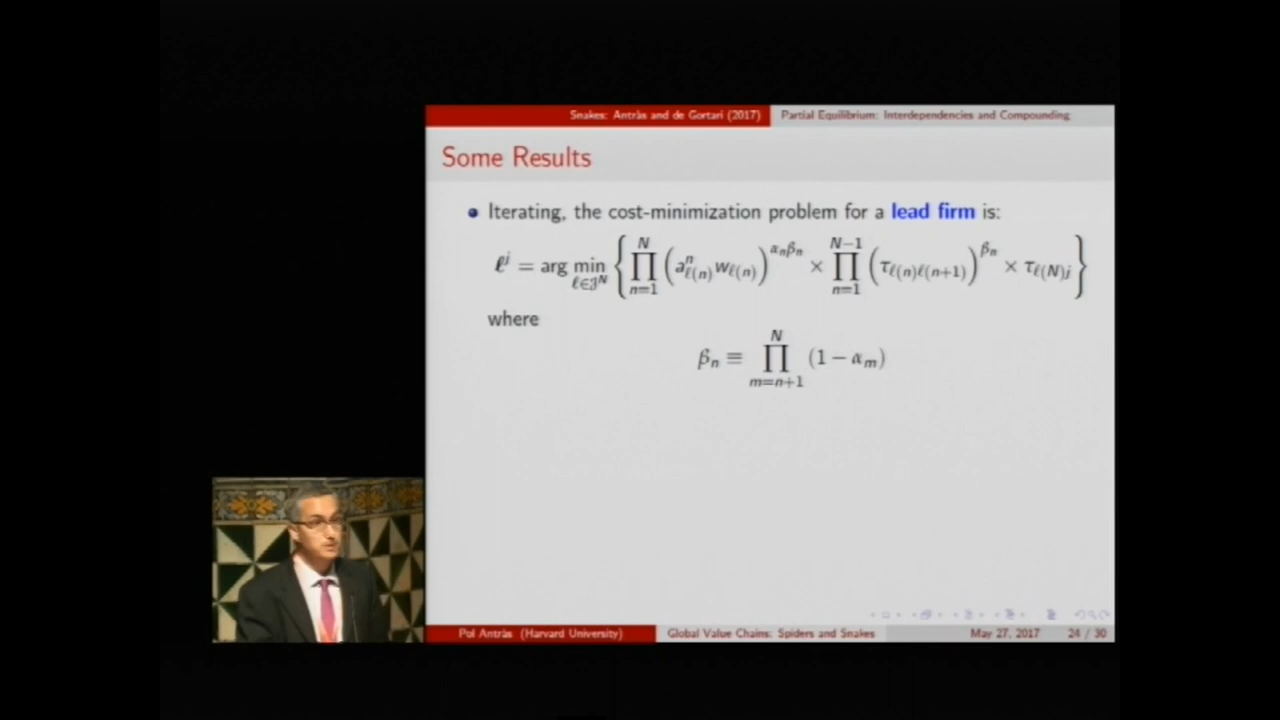 Snakes: Antràs and de Gortari (2017) Partial Equilibrium: Interdependencies and Compounding
Some Results
Iterating, the cost-minimization problem for a lead firm is:
ℓ^j = arg min_{ℓ∈𝒥^N} { ∏_{n=1}^{N} (a^n_{ℓ(n)} w_{ℓ(n)})^{α_n β_n} × ∏_{n=1}^{N−1} (τ_{ℓ(n)ℓ(n+1)})^{β_n} × τ_{ℓ(N)j} }
where
β_n ≡ ∏_{m=n+1}^{N} (1 − α_m)
Pol Antràs (Harvard University) Global Value Chains: Spiders and Snakes May 27, 2017 24 / 30